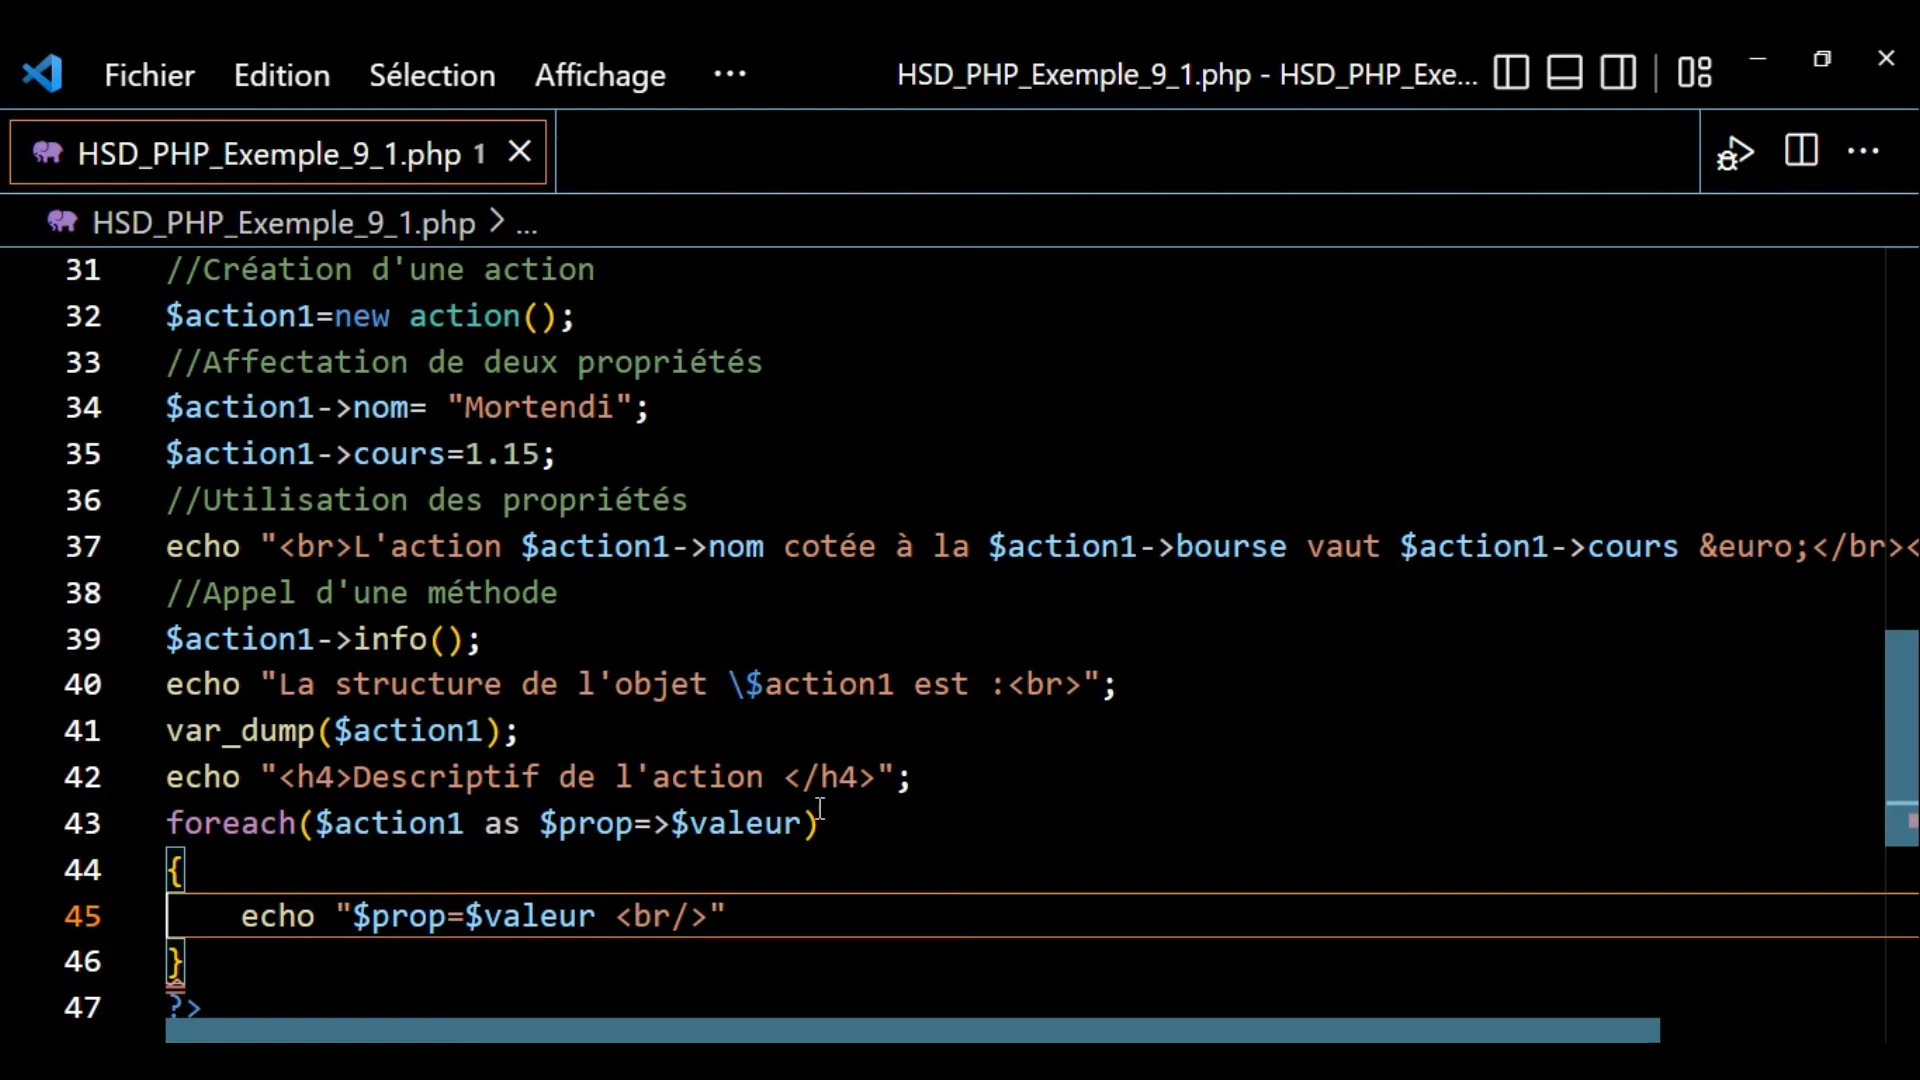 Fichier Edition Sélection Affichage ... HSD_PHP_Exemple_9_1.php - HSD_PHP_Exe...
HSD_PHP_Exemple_9_1.php 1
HSD_PHP_Exemple_9_1.php > ...
31 //Création d'une action
32 $action1=new action();
33 //Affectation de deux propriétés
34 $action1->nom= "Mortendi";
35 $action1->cours=1.15;
36 //Utilisation des propriétés
37 echo "<br>L'action $action1->nom cotée à la $action1->bourse vaut $action1->cours &euro;</br><
38 //Appel d'une méthode
39 $action1->info();
40 echo "La structure de l'objet \$action1 est :<br>";
41 var_dump($action1);
42 echo "<h4>Descriptif de l'action </h4>";
43 foreach($action1 as $prop=>$valeur)
44 {
45 echo "$prop=$valeur <br/>"
46 }
47 ?>